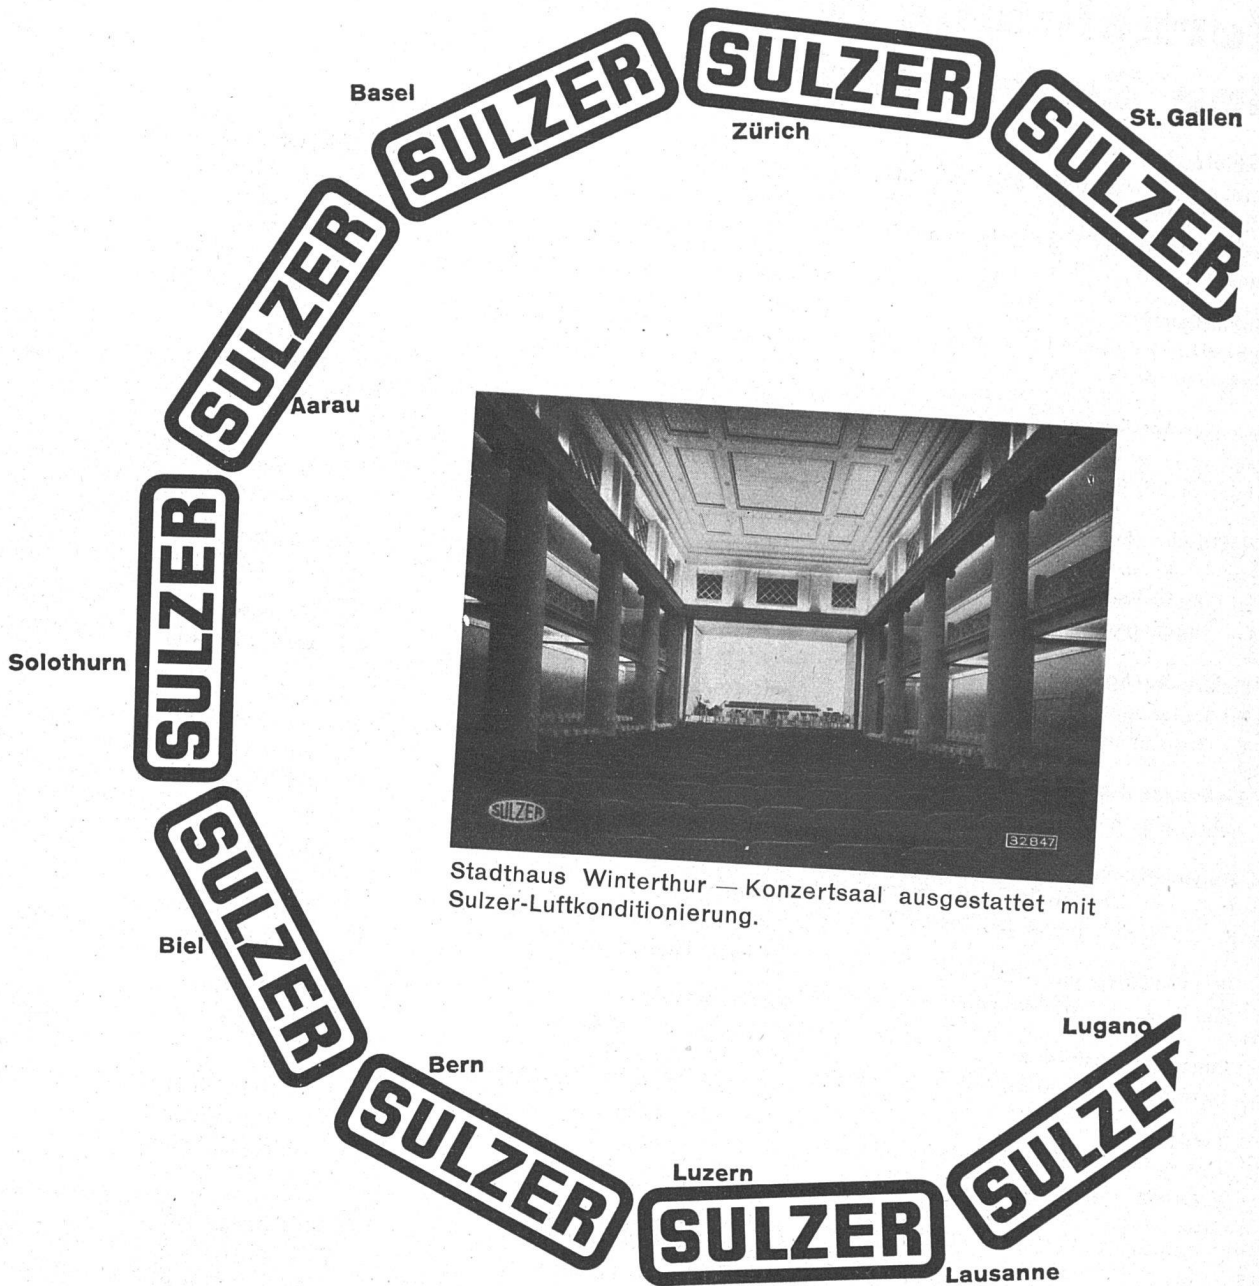 SULZER
Zürich
SULZER
St. Gallen
SULZER
Basel
SULZER
Aarau
SULZER
Solothurn
SULZER
Biel
SULZER
Bern
SULZER
Luzern
SULZER
Lausanne
Lugano
SULZE
SULZER
32847
Stadthaus Winterthur — Konzertsaal ausgestattet mit
Sulzer-Luftkonditionierung.